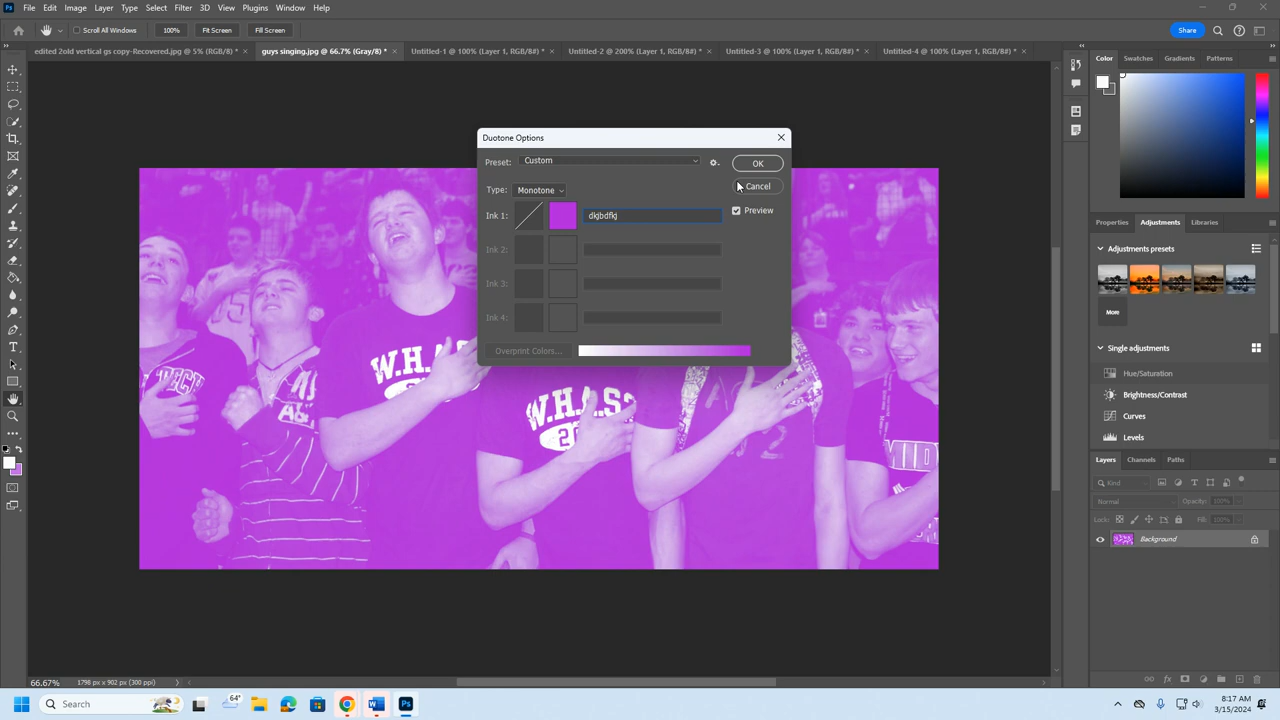 Ps File Edit Image Layer Type Select Filter 3D View Plugins Window Help
Scroll All Windows 100% Fit Screen Fill Screen Share
edited 2old vertical gs copy-Recovered.jpg @ 5% (RGB/8) * × guys singing.jpg @ 66.7% (Gray/8) * × Untitled-1 @ 100% (Layer 1, RGB/8#) * × Untitled-2 @ 200% (Layer 1, RGB/8#) * × Untitled-3 @ 100% (Layer 1, RGB/8#) * × Untitled-4 @ 100% (Layer 1, RGB/8#) * ×
Duotone Options
Preset: Custom OK
Cancel
Type: Monotone
Preview
Ink 1: dkjbdfkj
Ink 2:
Ink 3:
Ink 4:
Overprint Colors...
TECH
A&
W.H.A.S
W.H.A.S?
MID
Color Swatches Gradients Patterns
Properties Adjustments Libraries
Adjustments presets
More
Single adjustments
Hue/Saturation
Brightness/Contrast
Curves
Levels
Layers Channels Paths
Kind
Normal Opacity: 100%
Lock: Fill: 100%
Background
66.67% 1796 px x 902 px (300 ppi)
Search 64° Ps 8:17 AM
3/15/2024